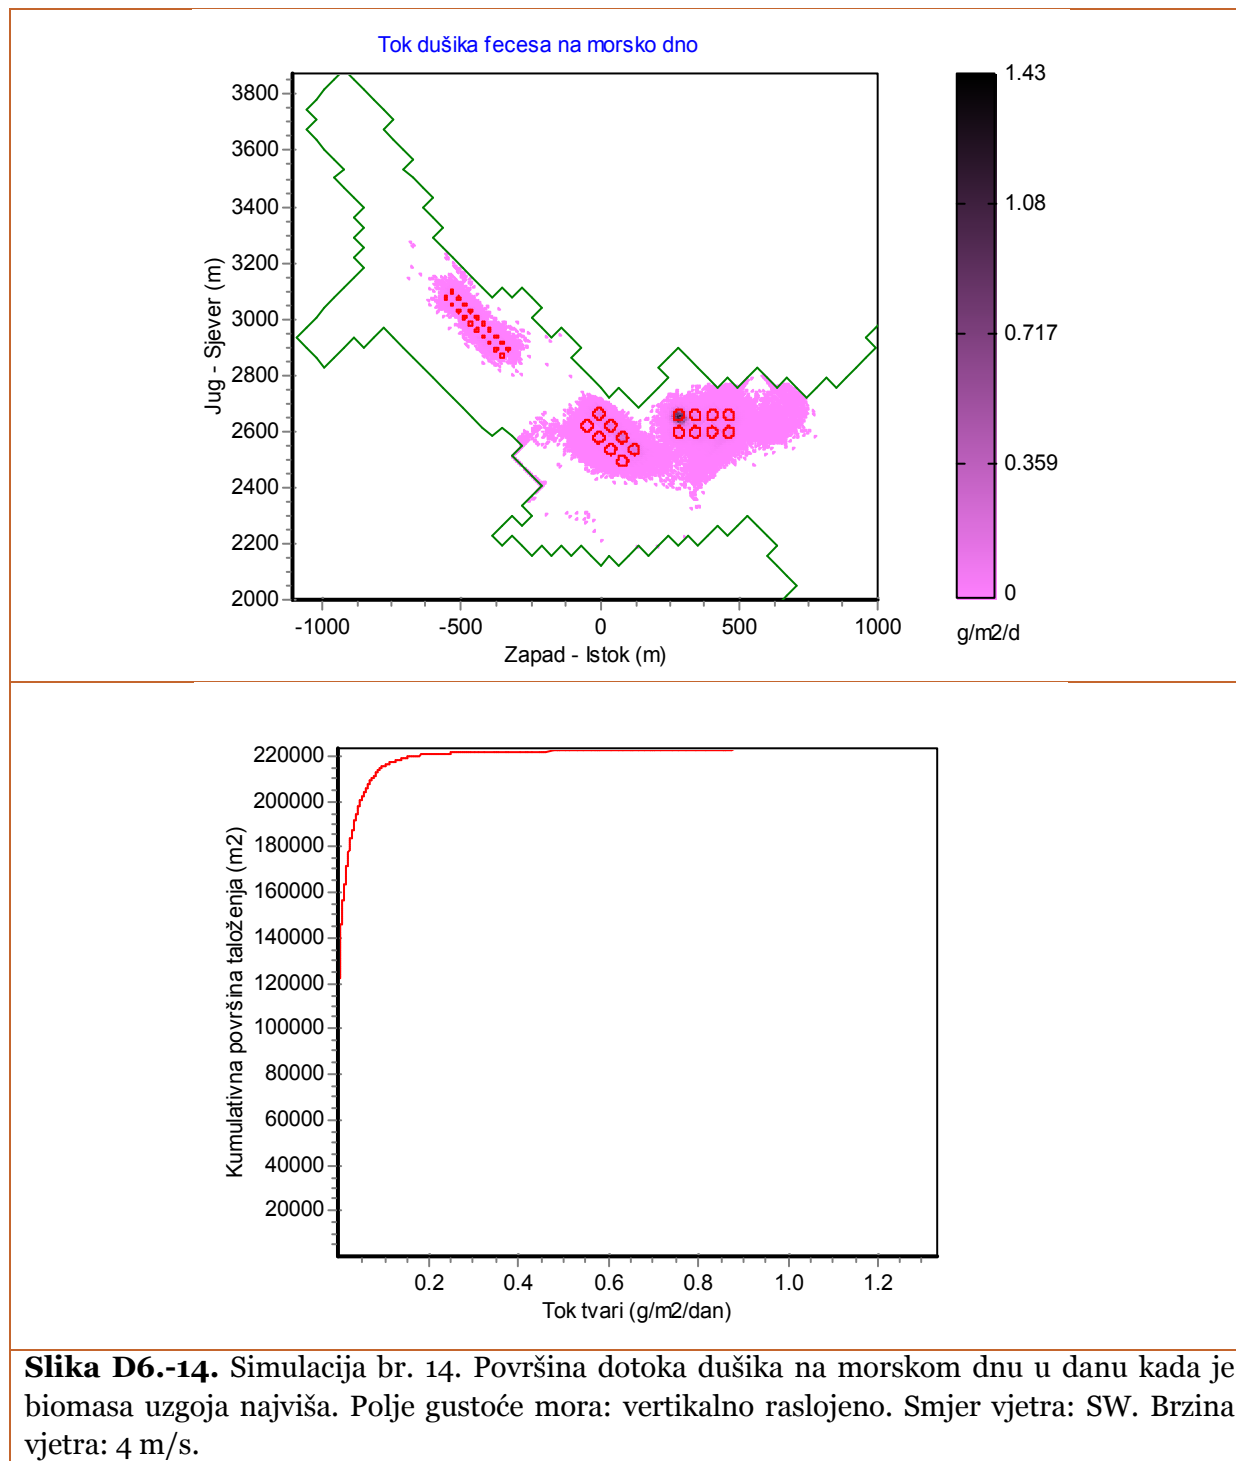 Tok dušika fecesa na morsko dno
3800
3600
3400
3200
3000
2800
2600
2400
2200
2000
Jug - Sjever (m)
-1000 -500 0 500 1000
Zapad - Istok (m)
1.43
1.08
0.717
0.359
0
g/m2/d
220000
200000
180000
160000
140000
120000
100000
80000
60000
40000
20000
Kumulativna površina taloženja (m2)
0.2 0.4 0.6 0.8 1.0 1.2
Tok tvari (g/m2/dan)
Slika D6.-14. Simulacija br. 14. Površina dotoka dušika na morskom dnu u danu kada je
biomasa uzgoja najviša. Polje gustoće mora: vertikalno raslojeno. Smjer vjetra: SW. Brzina
vjetra: 4 m/s.